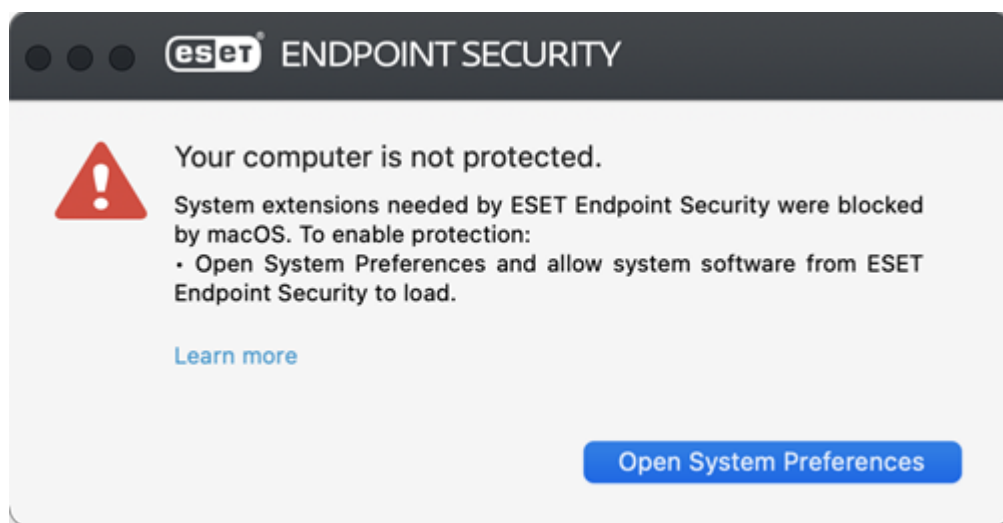 eset® ENDPOINT SECURITY
Your computer is not protected.
System extensions needed by ESET Endpoint Security were blocked
by macOS. To enable protection:
• Open System Preferences and allow system software from ESET
Endpoint Security to load.
Learn more
Open System Preferences